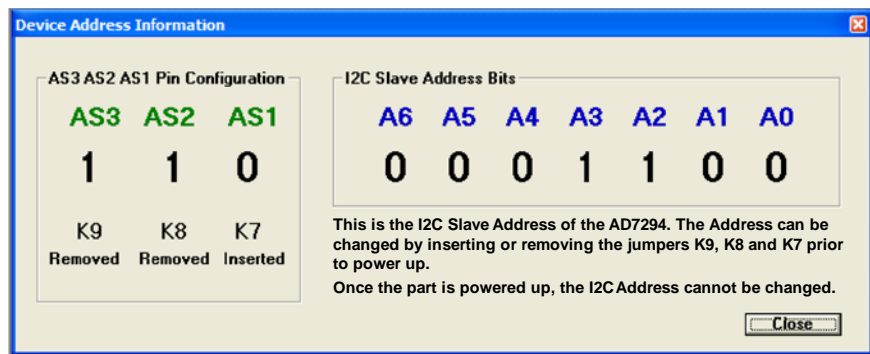 Device Address Information
AS3 AS2 AS1 Pin Configuration
AS3 AS2 AS1
1 1 0
K9 K8 K7
Removed Removed Inserted
I2C Slave Address Bits
A6 A5 A4 A3 A2 A1 A0
0 0 0 1 1 0 0
This is the I2C Slave Address of the AD7294. The Address can be
changed by inserting or removing the jumpers K9, K8 and K7 prior
to power up.
Once the part is powered up, the I2C Address cannot be changed.
Close